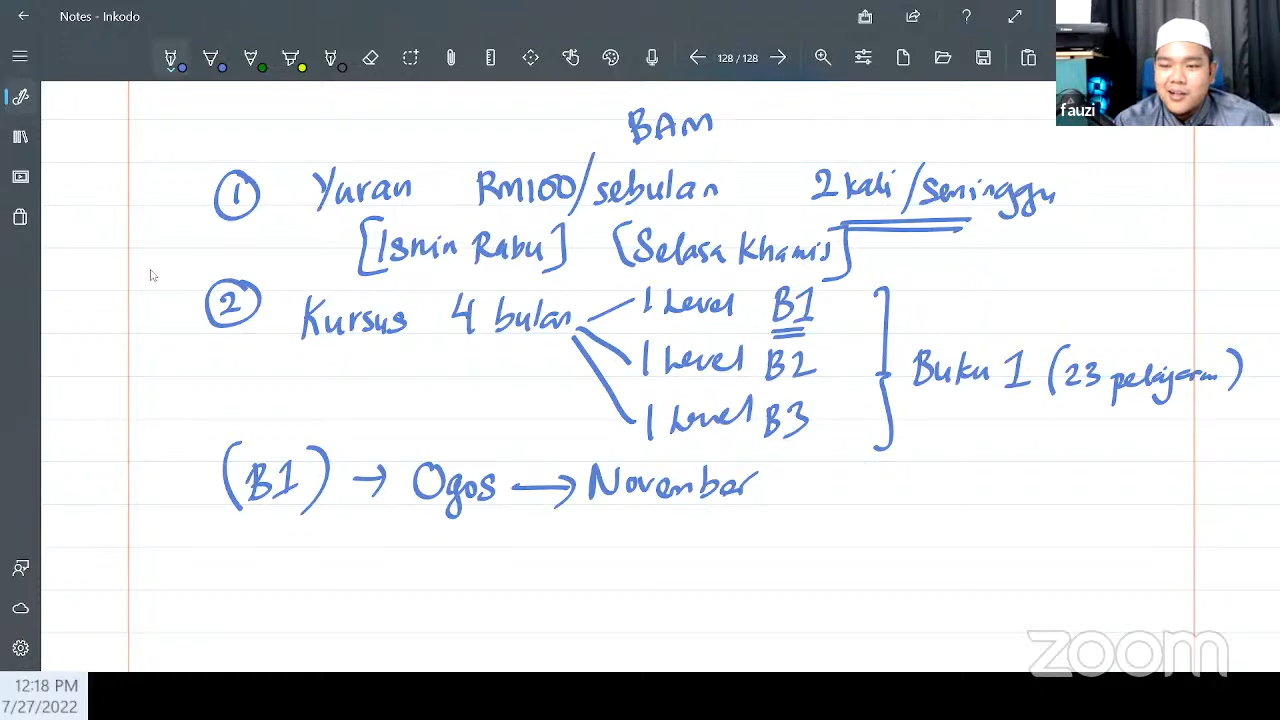 Notes - Inkodo
128 / 128
fauzi
BAM
1 Yuran RM100/sebulan 2 kali/seminggu
[Isnin Rabu] [Selasa Khamis]
2 Kursus 4 bulan
1 Level B1
1 Level B2
1 Level B3
Buku 1 (23 pelajaran)
(B1) → Ogos → November
zoom
12:18 PM
7/27/2022